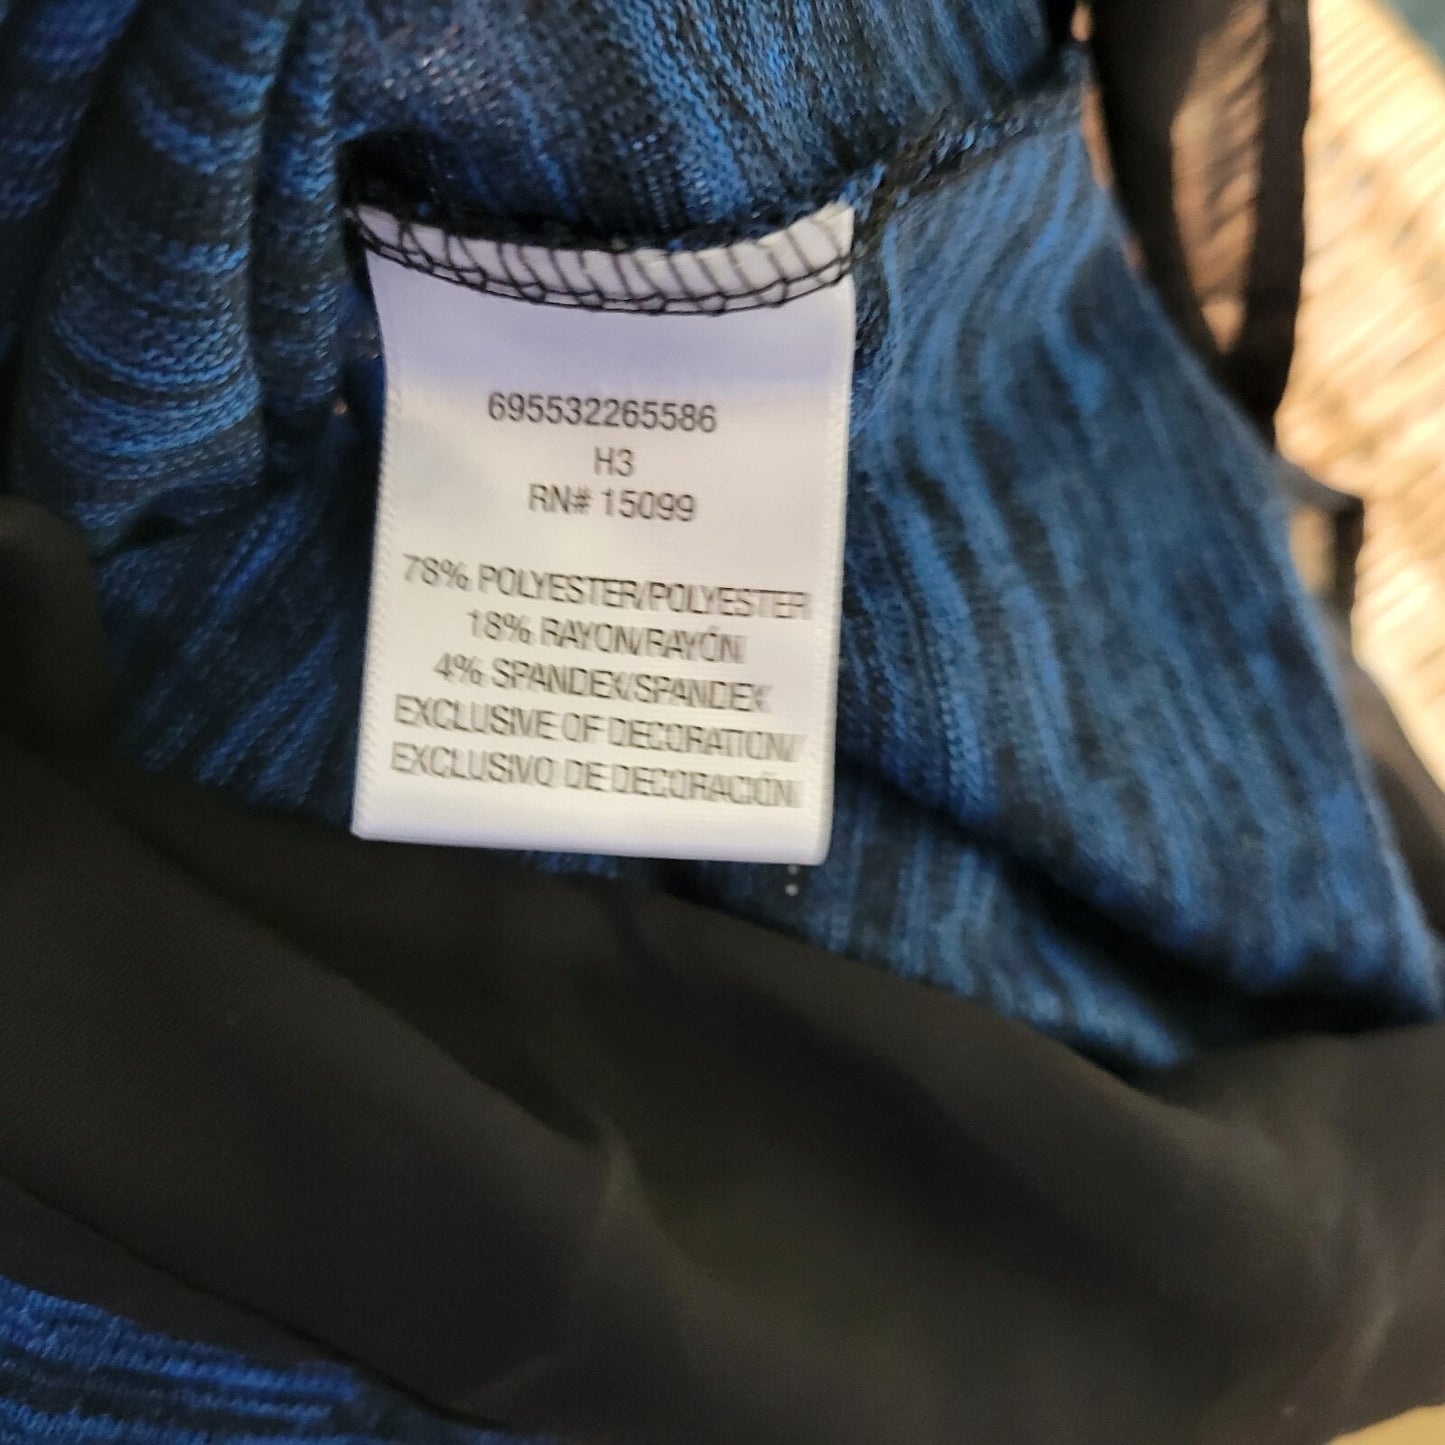 695532265586
H3
RN# 15099
78% POLYESTER/POLYESTER
18% RAYON/RAYÓN
4% SPANDEX/SPANDEX
EXCLUSIVE OF DECORATION/
EXCLUSIVO DE DECORACIÓN